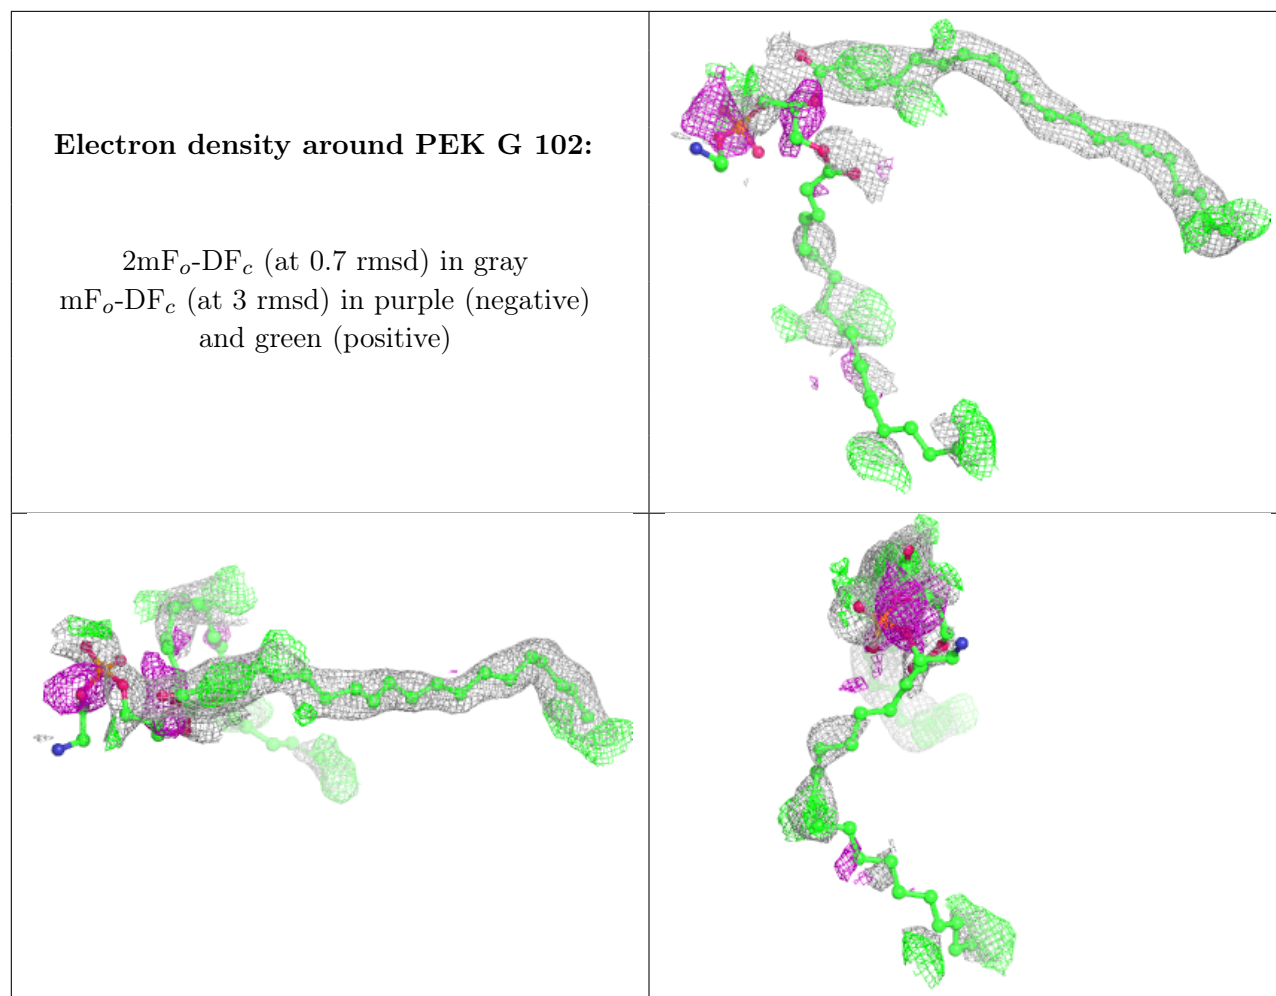 Electron density around PEK G 102:
2mFo-DFc (at 0.7 rmsd) in gray
mFo-DFc (at 3 rmsd) in purple (negative)
and green (positive)